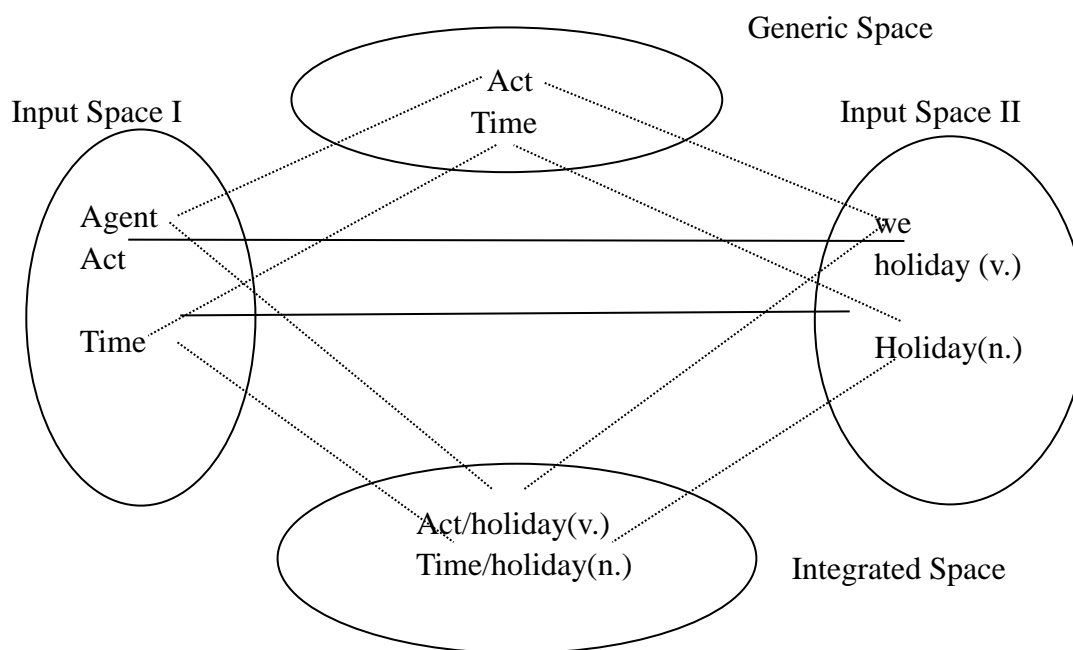 Generic Space
Act
Time
Input Space I
Input Space II
Agent
Act
Time
we
holiday (v.)
Holiday(n.)
Act/holiday(v.)
Time/holiday(n.)
Integrated Space